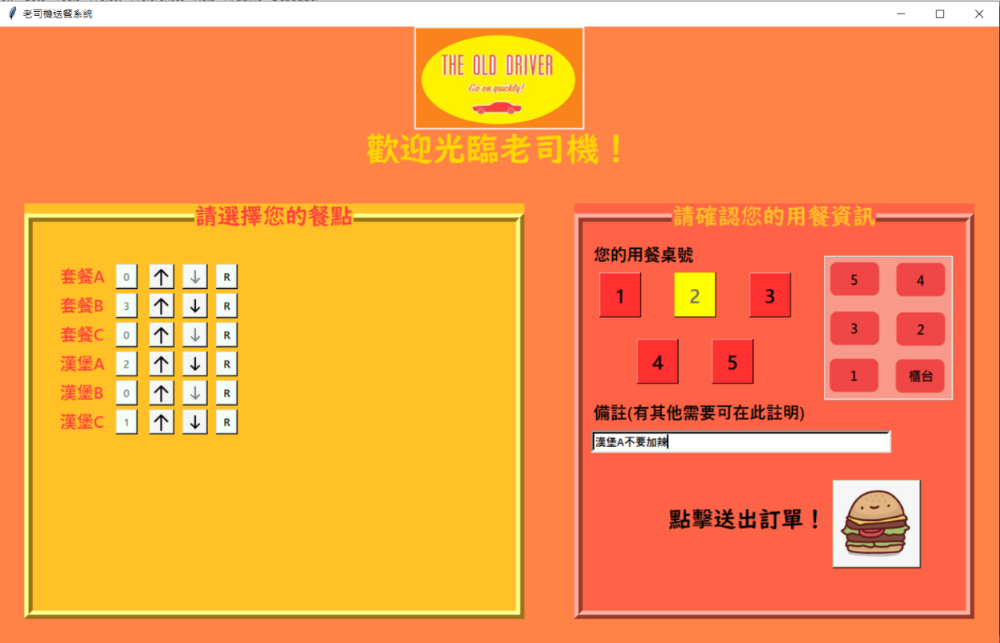 老司機送餐系統
THE OLD DRIVER
Go on quickly!
歡迎光臨老司機！
請選擇您的餐點
套餐A 0 ↑ ↓ R
套餐B 3 ↑ ↓ R
套餐C 0 ↑ ↓ R
漢堡A 2 ↑ ↓ R
漢堡B 0 ↑ ↓ R
漢堡C 1 ↑ ↓ R
請確認您的用餐資訊
您的用餐桌號
1 2 3
4 5
5 4
3 2
1 櫃台
備註(有其他需要可在此註明)
漢堡A不要加辣
點擊送出訂單！